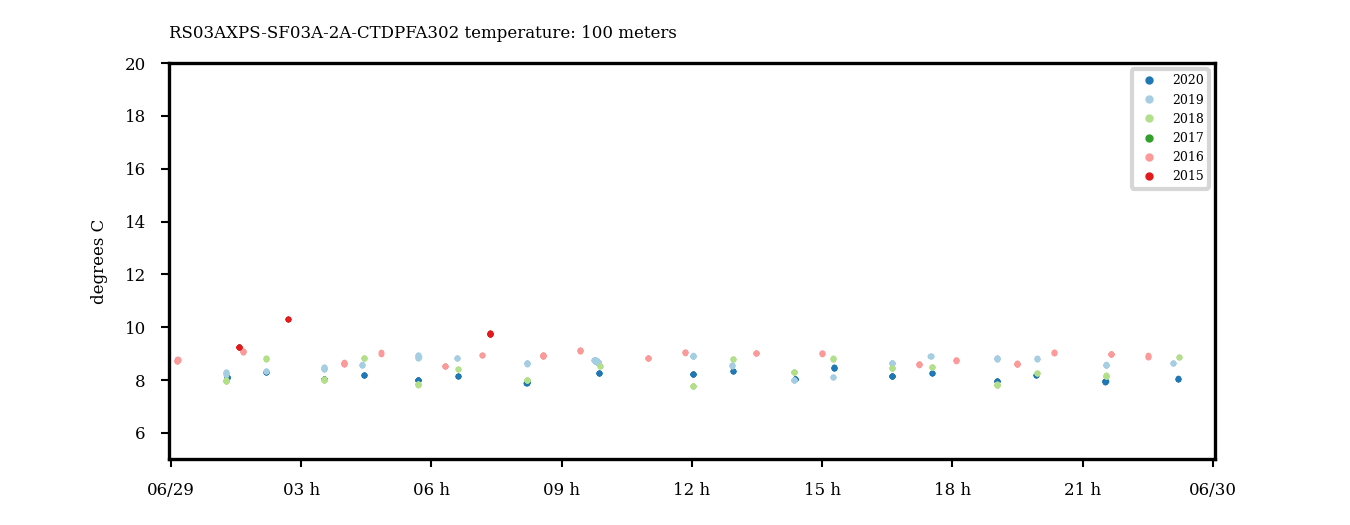 RS03AXPS-SF03A-2A-CTDPFA302 temperature: 100 meters
20
18
16
14
12
10
8
6
degrees C
2020
2019
2018
2017
2016
2015
06/29
03 h
06 h
09 h
12 h
15 h
18 h
21 h
06/30